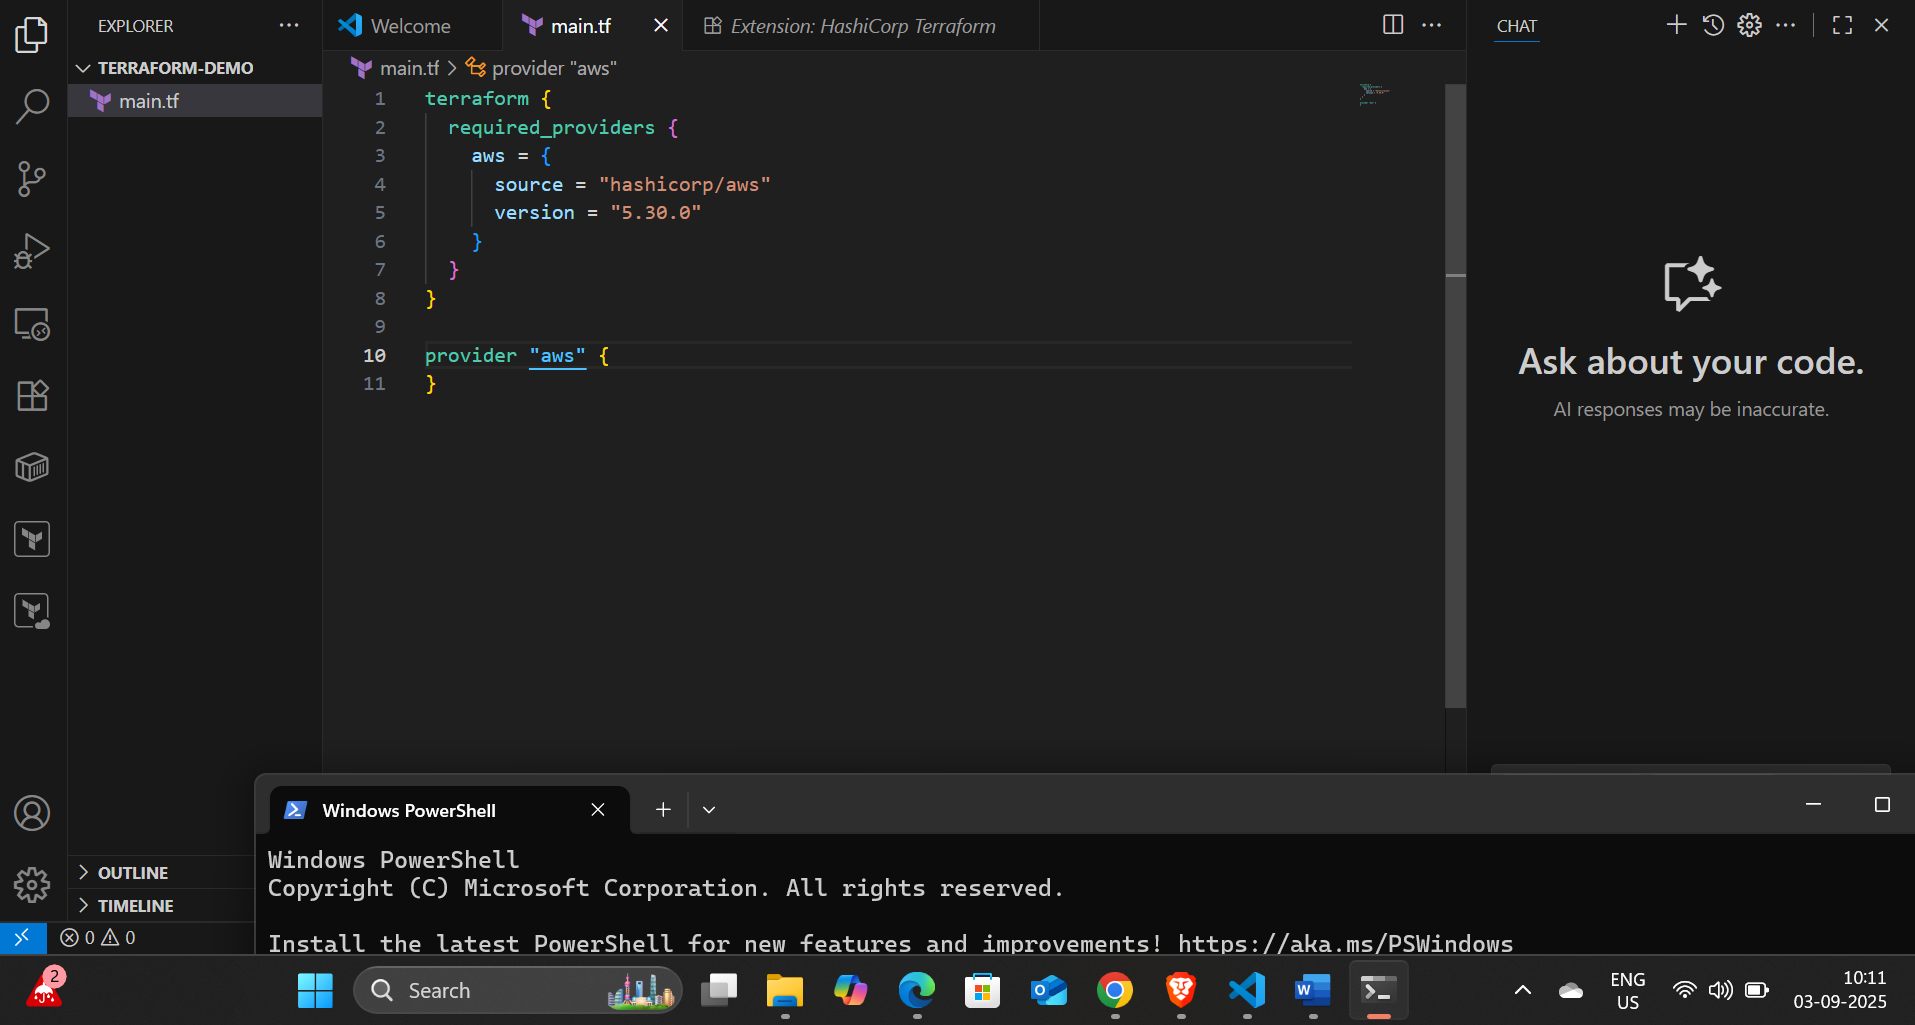 EXPLORER
TERRAFORM-DEMO
main.tf
OUTLINE
TIMELINE
0 0
Welcome
main.tf
Extension: HashiCorp Terraform
main.tf > provider "aws"
1 terraform {
2 required_providers {
3 aws = {
4 source = "hashicorp/aws"
5 version = "5.30.0"
6 }
7 }
8 }
9
10 provider "aws" {
11 }
CHAT
Ask about your code.
AI responses may be inaccurate.
Windows PowerShell
Windows PowerShell
Copyright (C) Microsoft Corporation. All rights reserved.
Install the latest PowerShell for new features and improvements! https://aka.ms/PSWindows
2
Search
ENG
US
10:11
03-09-2025